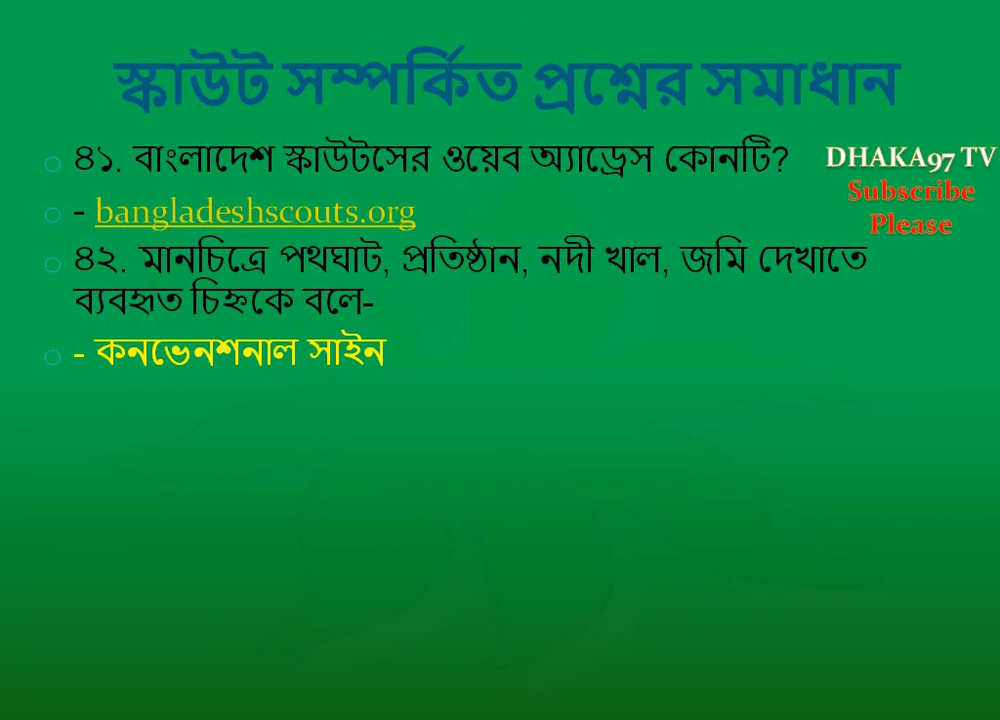 স্কাউট সম্পর্কিত প্রশ্নের সমাধান
৪১. বাংলাদেশ স্কাউটসের ওয়েব অ্যাড্রেস কোনটি?
- bangladeshscouts.org
৪২. মানচিত্রে পথঘাট, প্রতিষ্ঠান, নদী খাল, জমি দেখাতে
ব্যবহৃত চিহ্নকে বলে-
- কনভেনশনাল সাইন
DHAKA97 TV
Subscribe
Please